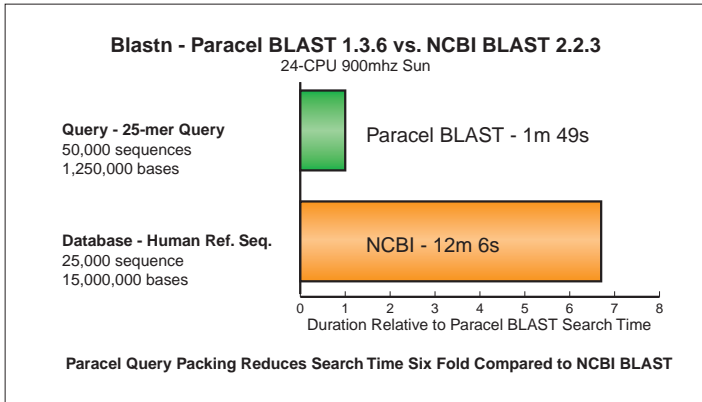 Blastn - Paracel BLAST 1.3.6 vs. NCBI BLAST 2.2.3
24-CPU 900mhz Sun
Query - 25-mer Query
50,000 sequences
1,250,000 bases
Paracel BLAST - 1m 49s
Database - Human Ref. Seq.
25,000 sequence
15,000,000 bases
NCBI - 12m 6s
0 1 2 3 4 5 6 7 8
Duration Relative to Paracel BLAST Search Time
Paracel Query Packing Reduces Search Time Six Fold Compared to NCBI BLAST